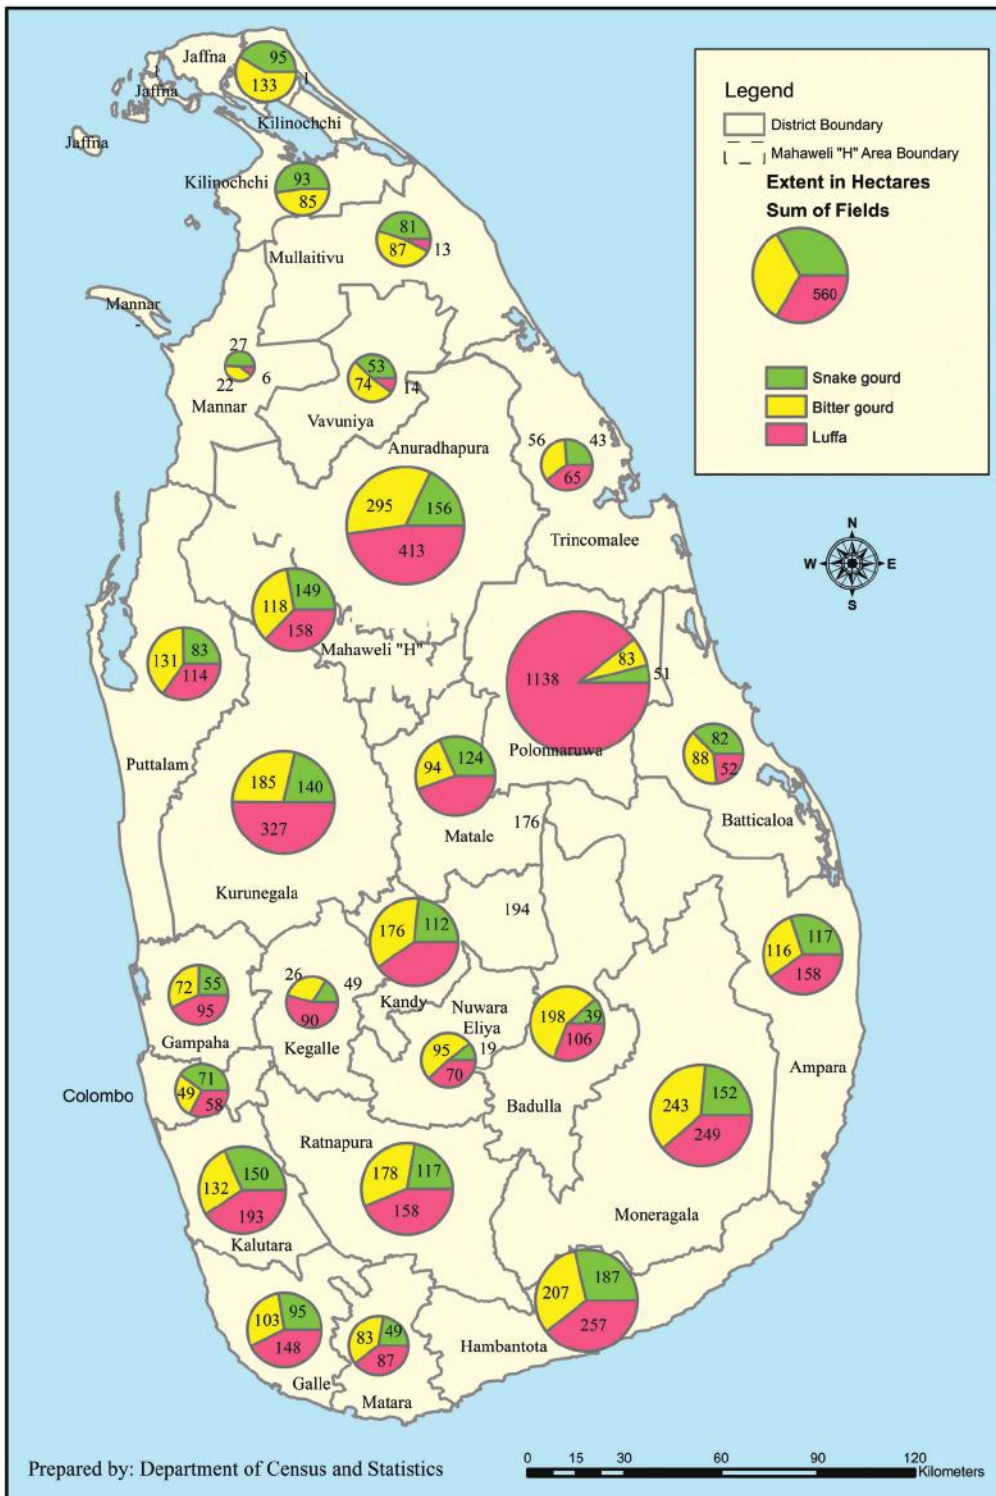 Jaffna
95
133
1
1
Jaffna
Kilinochchi
Jaffna
Kilinochchi
93
85
81
87
13
Mullaitivu
Mannar
27
22
6
Mannar
53
74
14
Vavuniya
Anuradhapura
295
156
413
56
43
65
Trincomalee
118
149
158
Mahaweli "H"
131
83
114
Puttalam
1138
83
51
Polonnaruwa
82
88
52
Batticaloa
94
124
Matale
176
185
140
327
Kurunegala
176
112
194
Kandy
117
116
158
Ampara
72
55
95
Gampaha
26
49
90
Kegalle
Nuwara
Eliya
95
19
70
198
39
106
Badulla
Colombo
71
49
58
243
152
249
Moneragala
Ratnapura
178
117
158
150
132
193
Kalutara
187
207
257
Hambantota
103
95
148
Galle
83
49
87
Matara
Legend
District Boundary
Mahaweli "H" Area Boundary
Extent in Hectares
Sum of Fields
560
Snake gourd
Bitter gourd
Luffa
N
W
E
S
Prepared by: Department of Census and Statistics
0 15 30 60 90 120
Kilometers